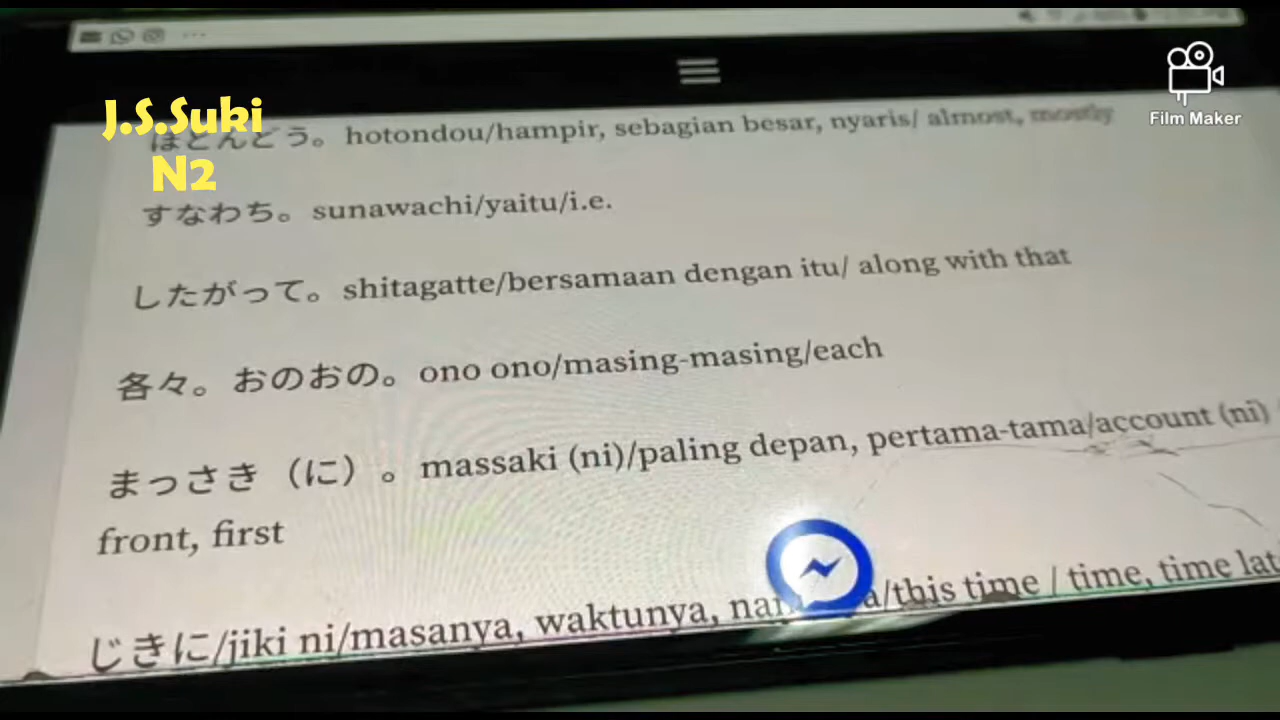 J.S.Suki
N2
Film Maker
ほとんどう。hotondou/hampir, sebagian besar, nyaris/ almost, mostly
すなわち。sunawachi/yaitu/i.e.
したがって。shitagatte/bersamaan dengan itu/ along with that
各々。おのおの。ono ono/masing-masing/each
まっさき（に）。massaki (ni)/paling depan, pertama-tama/account (ni)
front, first
じきに/jiki ni/masanya, waktunya, /this time / time, time